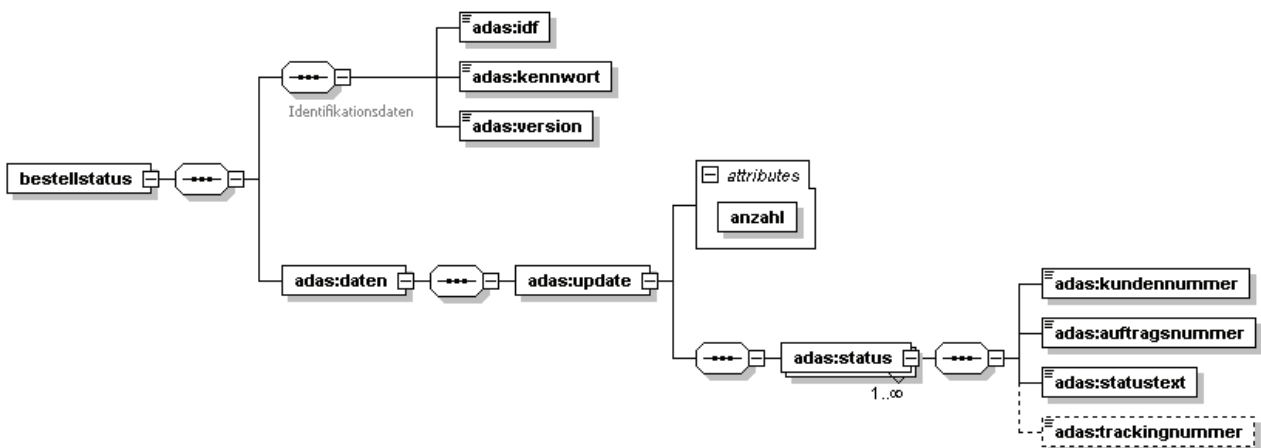 adas:idf
adas:kennwort
Identifikationsdaten
adas:version
bestellstatus
attributes
anzahl
adas:daten
adas:update
adas:kundennummer
adas:auftragsnummer
adas:status
1..∞
adas:statustext
adas:trackingnummer